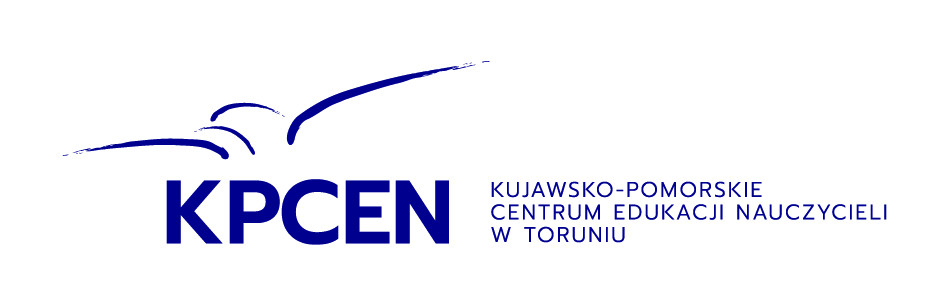 KPCEN
KUJAWSKO-POMORSKIE
CENTRUM EDUKACJI NAUCZYCIELI
W TORUNIU